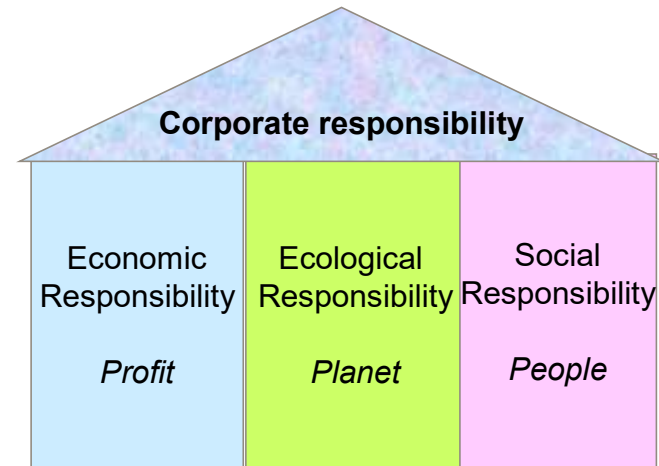 Corporate responsibility
Economic
Responsibility
Profit
Ecological
Responsibility
Planet
Social
Responsibility
People